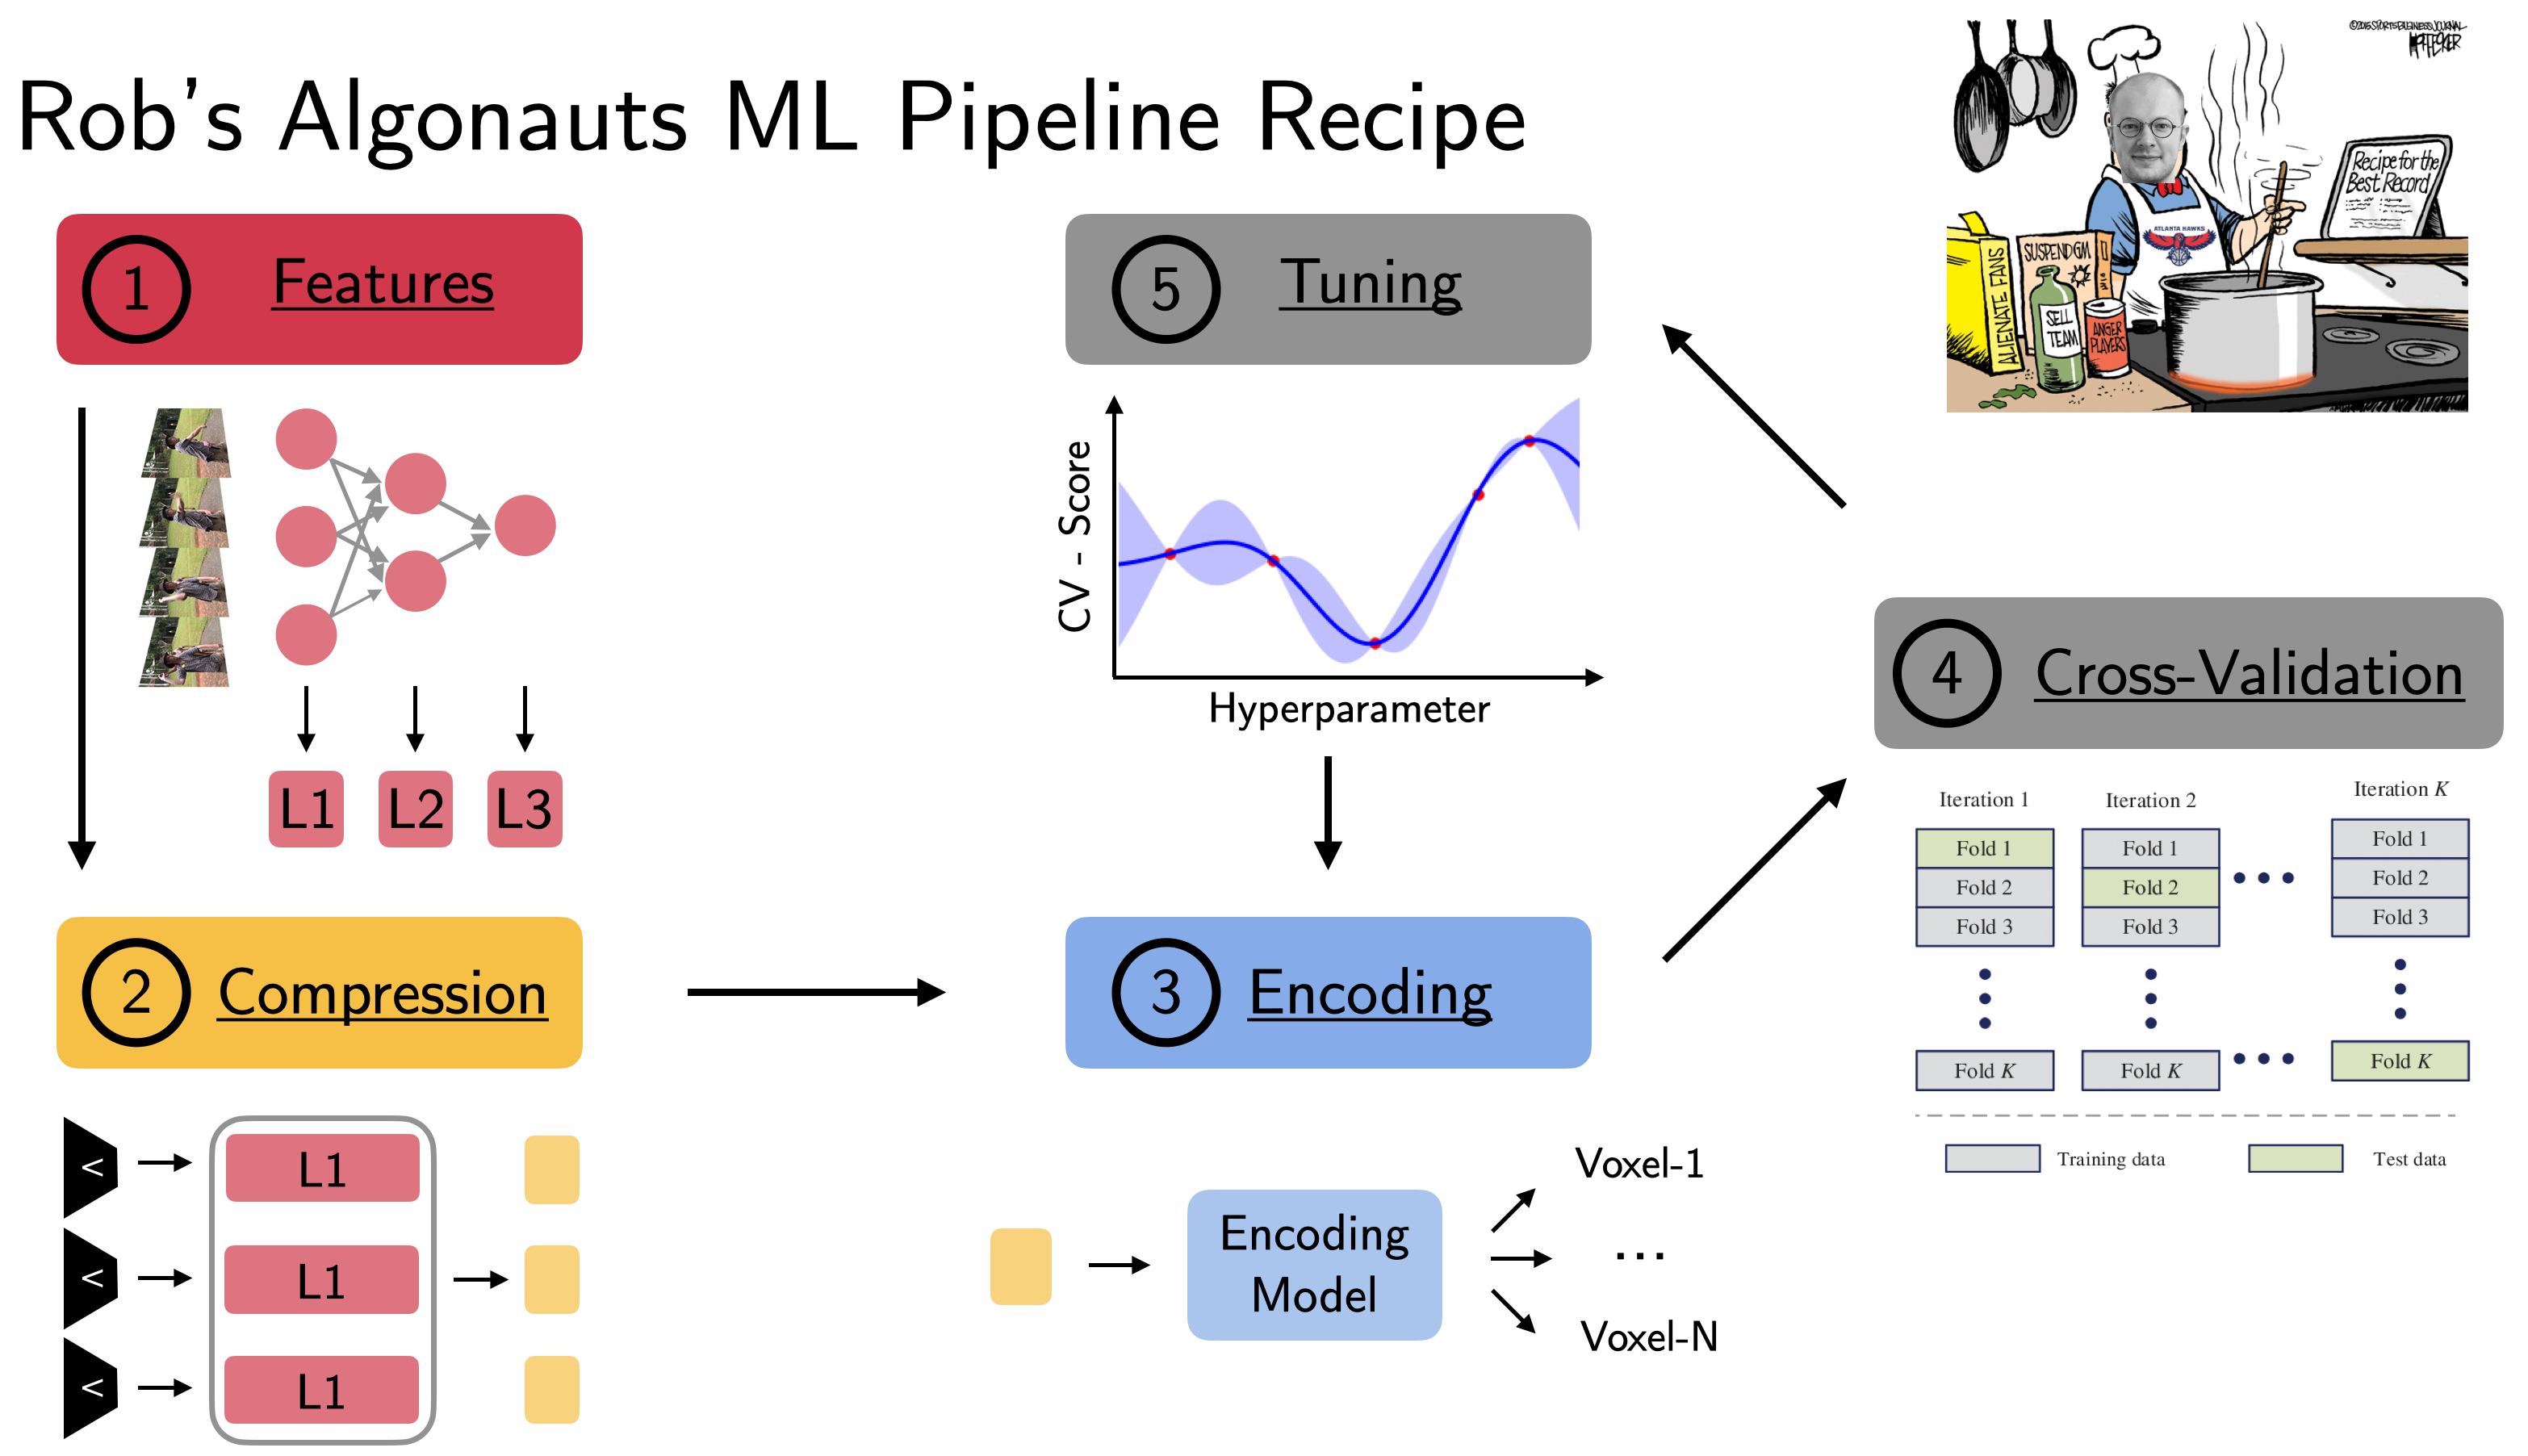 Rob's Algonauts ML Pipeline Recipe
©2015 SPORTS BUSINESS JOURNAL
Recipe for the
Best Record
ATLANTA HAWKS
ALIENATE FANS
SUSPEND GM
SELL
TEAM
ANGER
PLAYERS
1 Features
L1 L2 L3
2 Compression
<
L1
<
L1
<
L1
5 Tuning
CV - Score
Hyperparameter
3 Encoding
Encoding
Model
Voxel-1
...
Voxel-N
4 Cross-Validation
Iteration 1
Fold 1
Fold 2
Fold 3
Fold K
Iteration 2
Fold 1
Fold 2
Fold 3
Fold K
Iteration K
Fold 1
Fold 2
Fold 3
Fold K
Training data
Test data